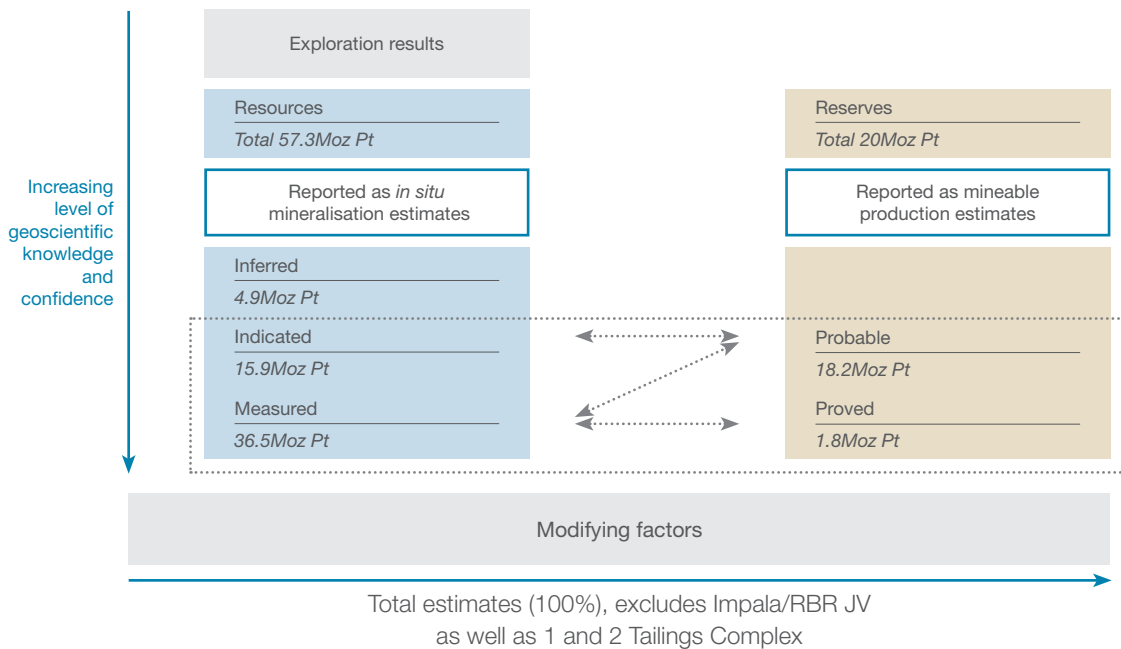 Exploration results
Resources
Total 57.3Moz Pt
Reserves
Total 20Moz Pt
Increasing
level of
geoscientific
knowledge
and
confidence
Reported as in situ
mineralisation estimates
Reported as mineable
production estimates
Inferred
4.9Moz Pt
Indicated
15.9Moz Pt
Probable
18.2Moz Pt
Measured
36.5Moz Pt
Proved
1.8Moz Pt
Modifying factors
Total estimates (100%), excludes Impala/RBR JV
as well as 1 and 2 Tailings Complex